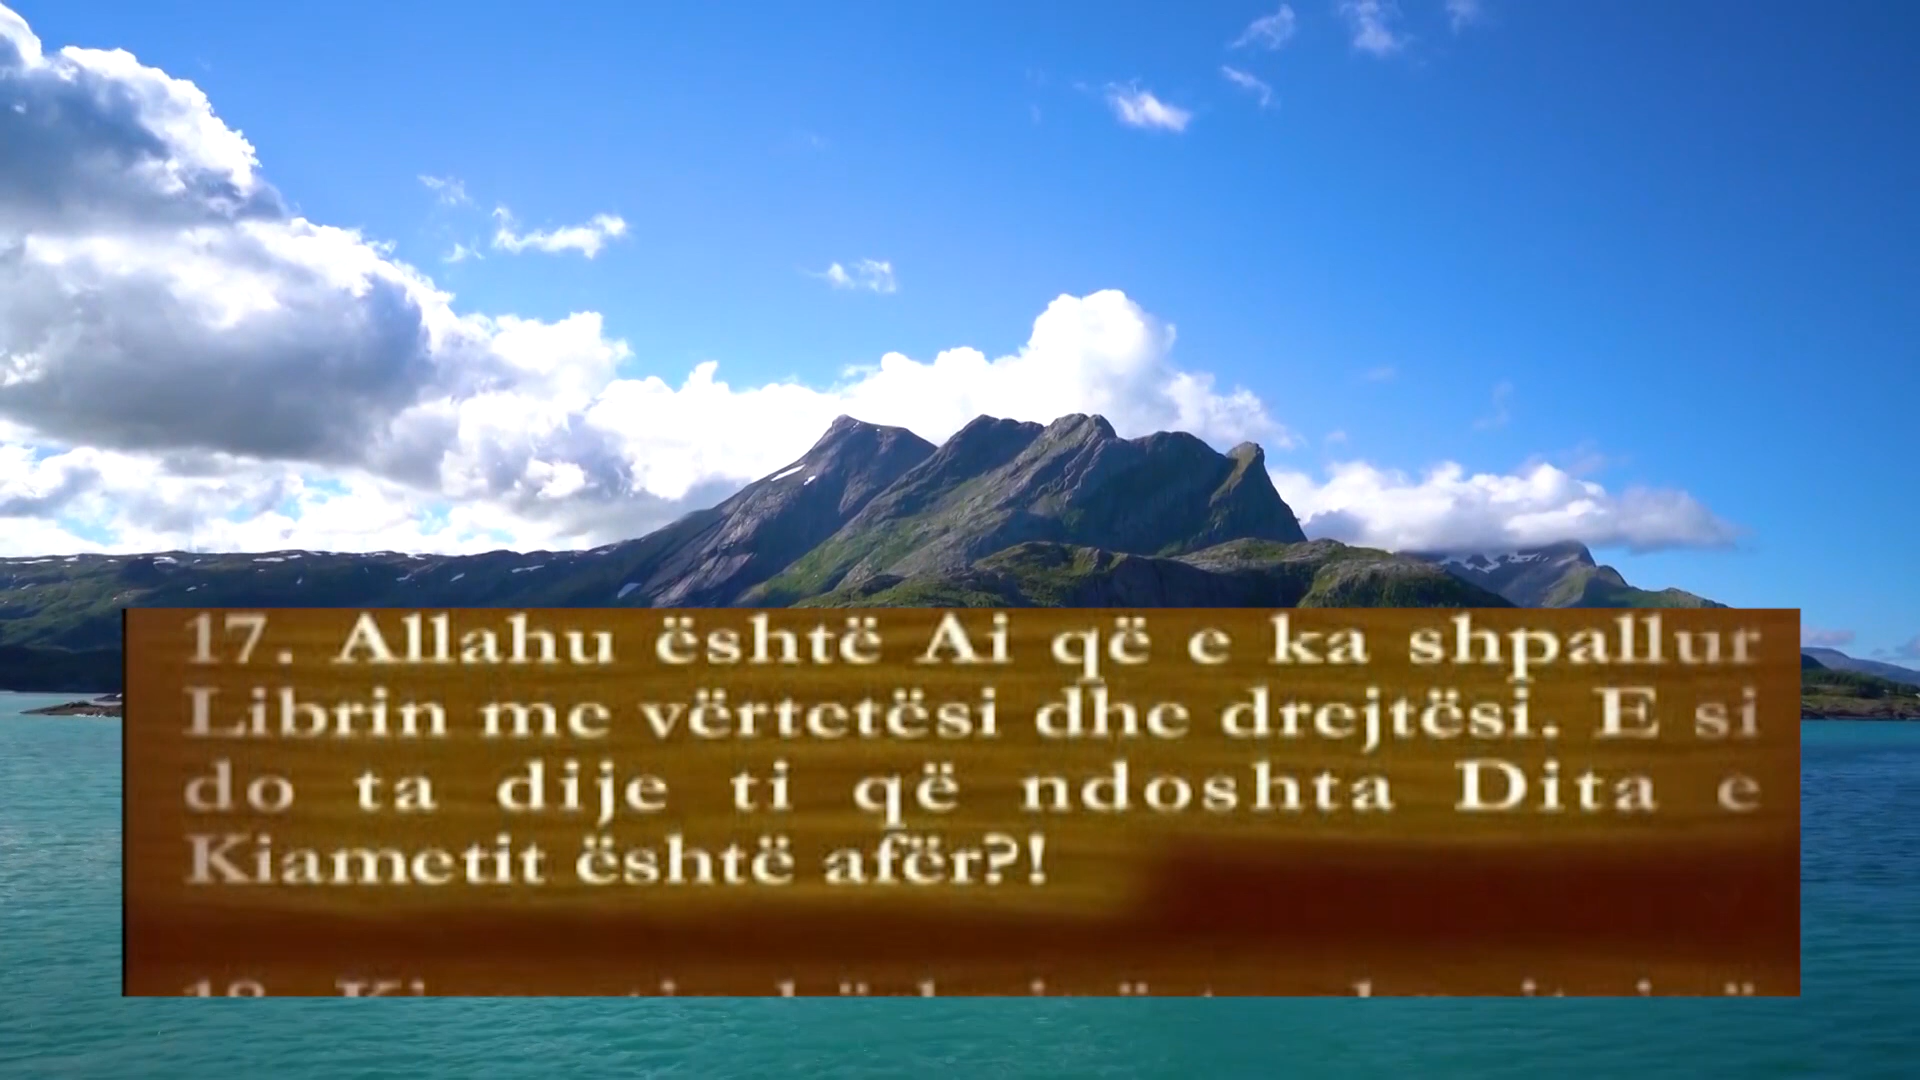 17. Allahu është Ai që e ka shpallur
Librin me vërtetësi dhe drejtësi. E si
do ta dije ti që ndoshta Dita e
Kiametit është afër?!